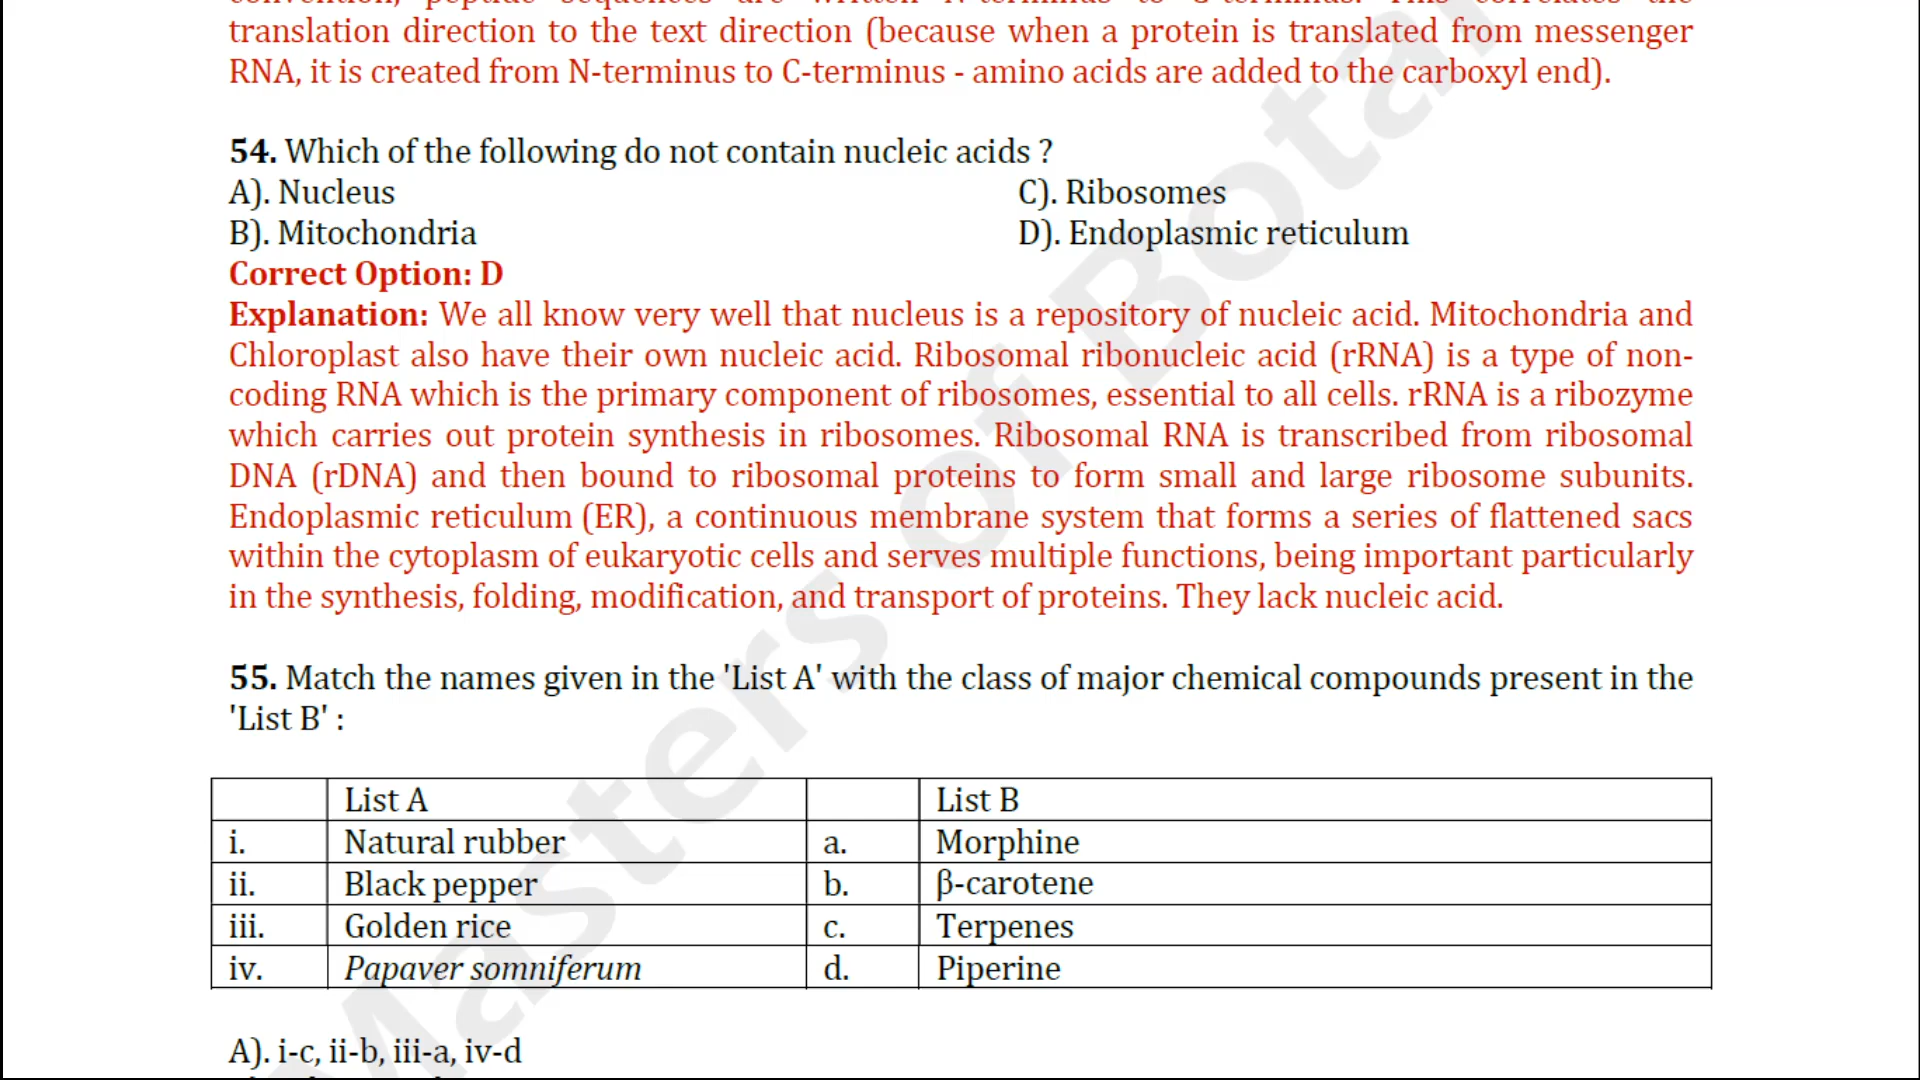 translation direction to the text direction (because when a protein is translated from messenger
RNA, it is created from N-terminus to C-terminus - amino acids are added to the carboxyl end).
54. Which of the following do not contain nucleic acids ?
A). Nucleus
C). Ribosomes
B). Mitochondria
D). Endoplasmic reticulum
Correct Option: D
Explanation: We all know very well that nucleus is a repository of nucleic acid. Mitochondria and
Chloroplast also have their own nucleic acid. Ribosomal ribonucleic acid (rRNA) is a type of non-
coding RNA which is the primary component of ribosomes, essential to all cells. rRNA is a ribozyme
which carries out protein synthesis in ribosomes. Ribosomal RNA is transcribed from ribosomal
DNA (rDNA) and then bound to ribosomal proteins to form small and large ribosome subunits.
Endoplasmic reticulum (ER), a continuous membrane system that forms a series of flattened sacs
within the cytoplasm of eukaryotic cells and serves multiple functions, being important particularly
in the synthesis, folding, modification, and transport of proteins. They lack nucleic acid.
55. Match the names given in the 'List A' with the class of major chemical compounds present in the
'List B' :
List A List B
i. Natural rubber a. Morphine
ii. Black pepper b. β-carotene
iii. Golden rice c. Terpenes
iv. Papaver somniferum d. Piperine
A). i-c, ii-b, iii-a, iv-d
Masters of Botany